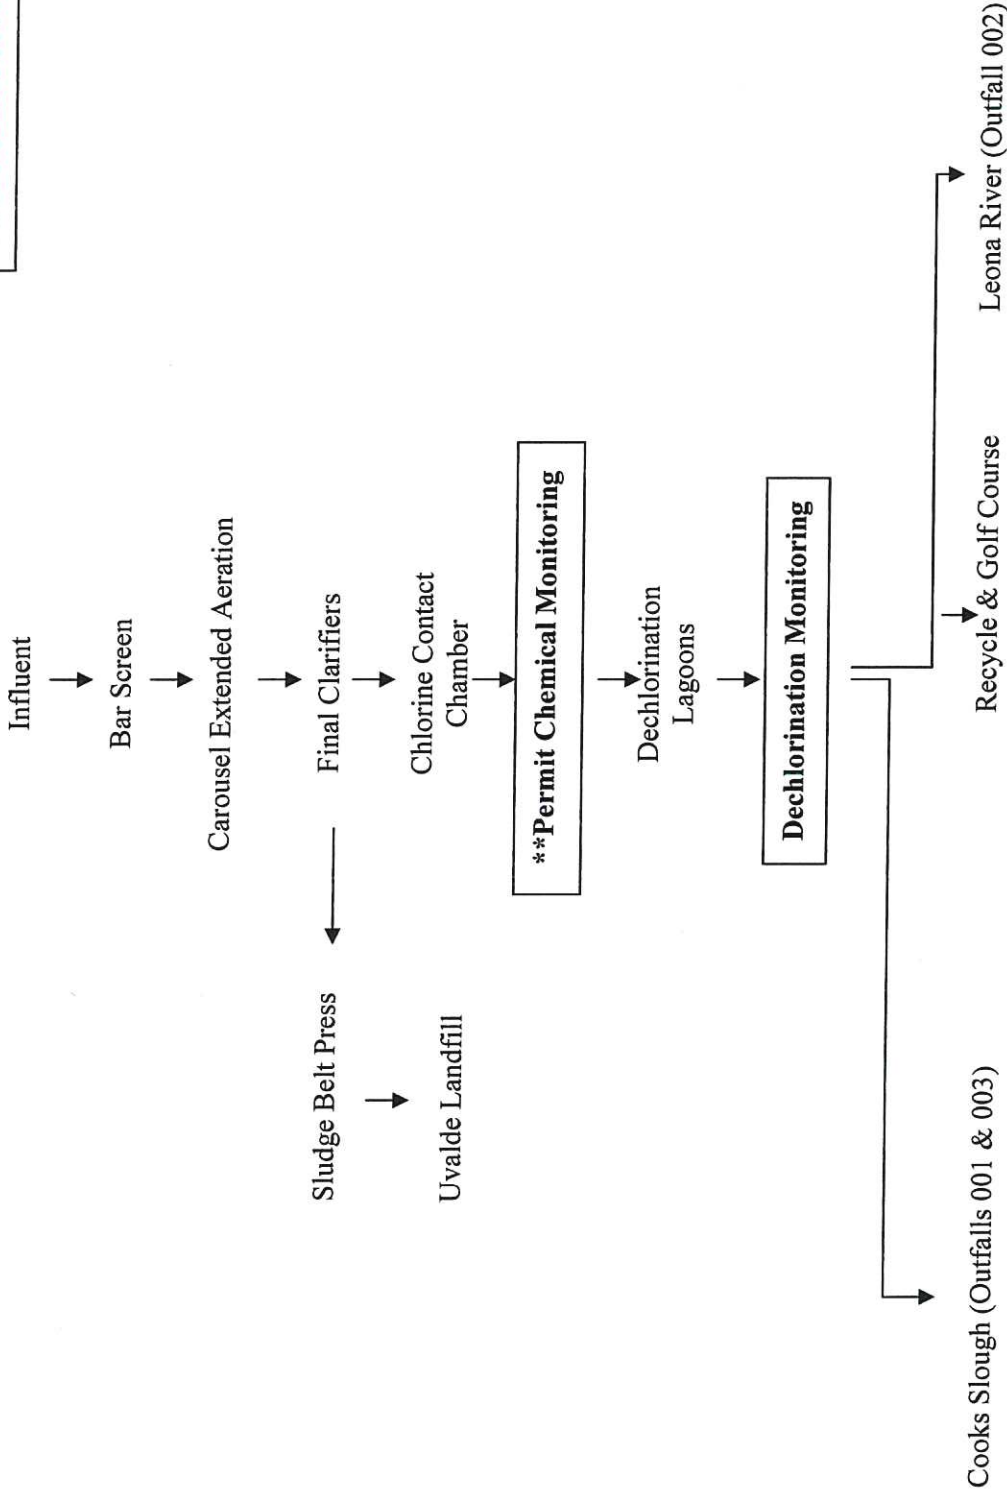 Influent
Bar Screen
Carousel Extended Aeration
Final Clarifiers
Sludge Belt Press
Uvalde Landfill
Chlorine Contact
Chamber
**Permit Chemical Monitoring
Dechlorination
Lagoons
Dechlorination Monitoring
Cooks Slough (Outfalls 001 & 003)
Recycle & Golf Course
Leona River (Outfall 002)